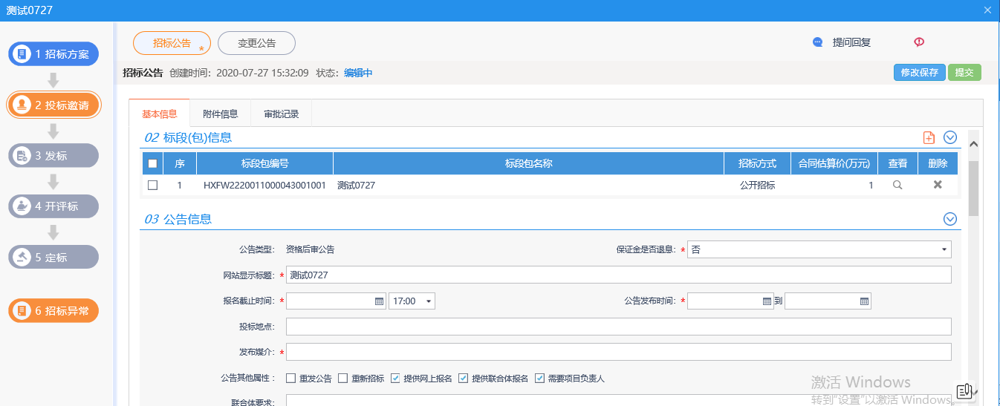 测试0727
招标公告 *
变更公告
提问回复
1 招标方案
2 投标邀请
3 发标
4 开评标
5 定标
6 招标异常
招标公告 创建时间：2020-07-27 15:32:09 状态：编辑中
修改保存 提交
基本信息 附件信息 审批记录
02 标段(包)信息
序 标段包编号 标段包名称 招标方式 合同估算价(万元) 查看 删除
1 HXFW2220011000043001001 测试0727 公开招标 1
03 公告信息
公告类型： 资格后审公告 保证金是否退息：* 否
网站显示标题：* 测试0727
报名截止时间：* 17:00 公告发布时间：* 到
投标地点：
发布媒介：*
公告其他属性： 重发公告 重新招标 提供网上报名 提供联合体报名 需要项目负责人
联合体要求：
激活 Windows
转到"设置"以激活 Windows。